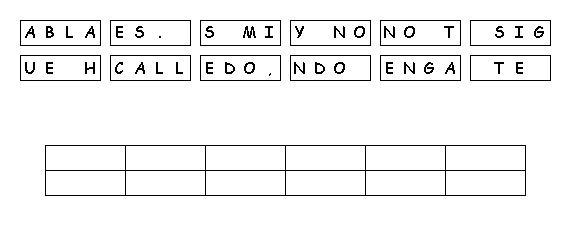 ABLA ES. S MI Y NO NO T SIG
UE H CALL EDO, NDO ENGA TE